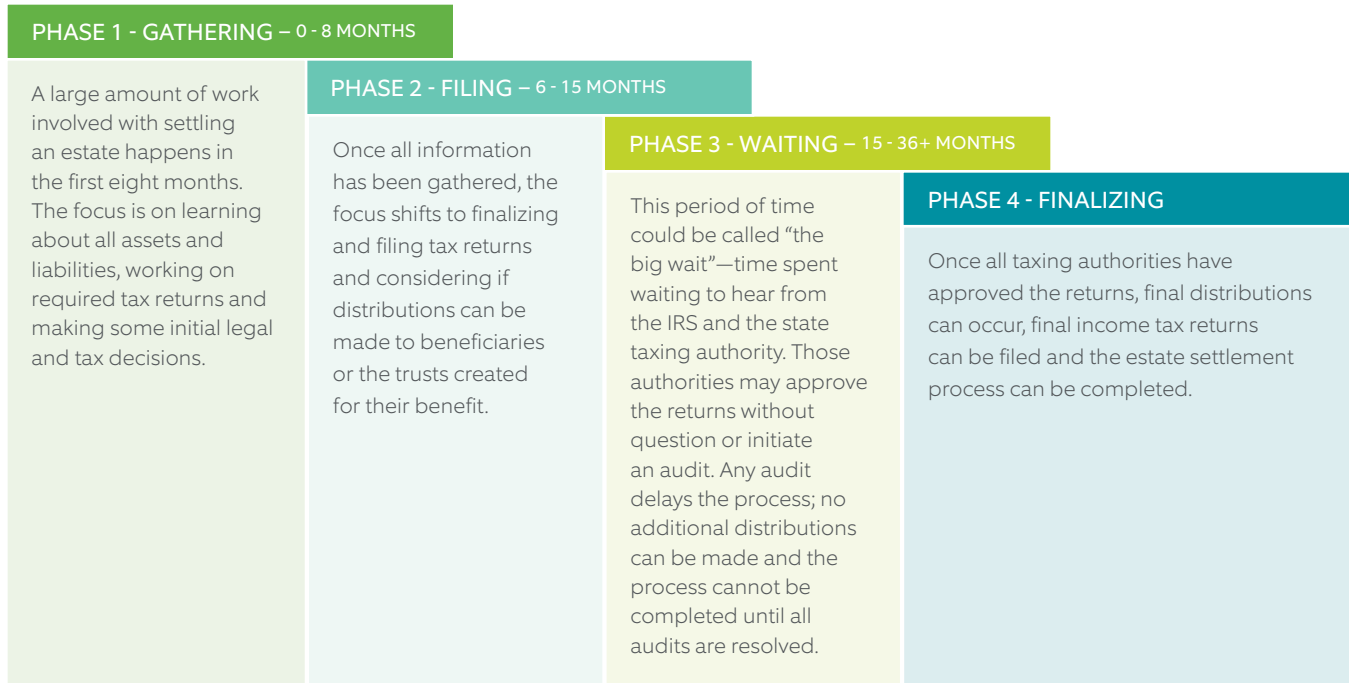 PHASE 1 - GATHERING – 0 - 8 MONTHS
A large amount of work
involved with settling
an estate happens in
the first eight months.
The focus is on learning
about all assets and
liabilities, working on
required tax returns and
making some initial legal
and tax decisions.
PHASE 2 - FILING – 6 - 15 MONTHS
Once all information
has been gathered, the
focus shifts to finalizing
and filing tax returns
and considering if
distributions can be
made to beneficiaries
or the trusts created
for their benefit.
PHASE 3 - WAITING – 15 - 36+ MONTHS
This period of time
could be called “the
big wait”—time spent
waiting to hear from
the IRS and the state
taxing authority. Those
authorities may approve
the returns without
question or initiate
an audit. Any audit
delays the process; no
additional distributions
can be made and the
process cannot be
completed until all
audits are resolved.
PHASE 4 - FINALIZING
Once all taxing authorities have
approved the returns, final distributions
can occur, final income tax returns
can be filed and the estate settlement
process can be completed.